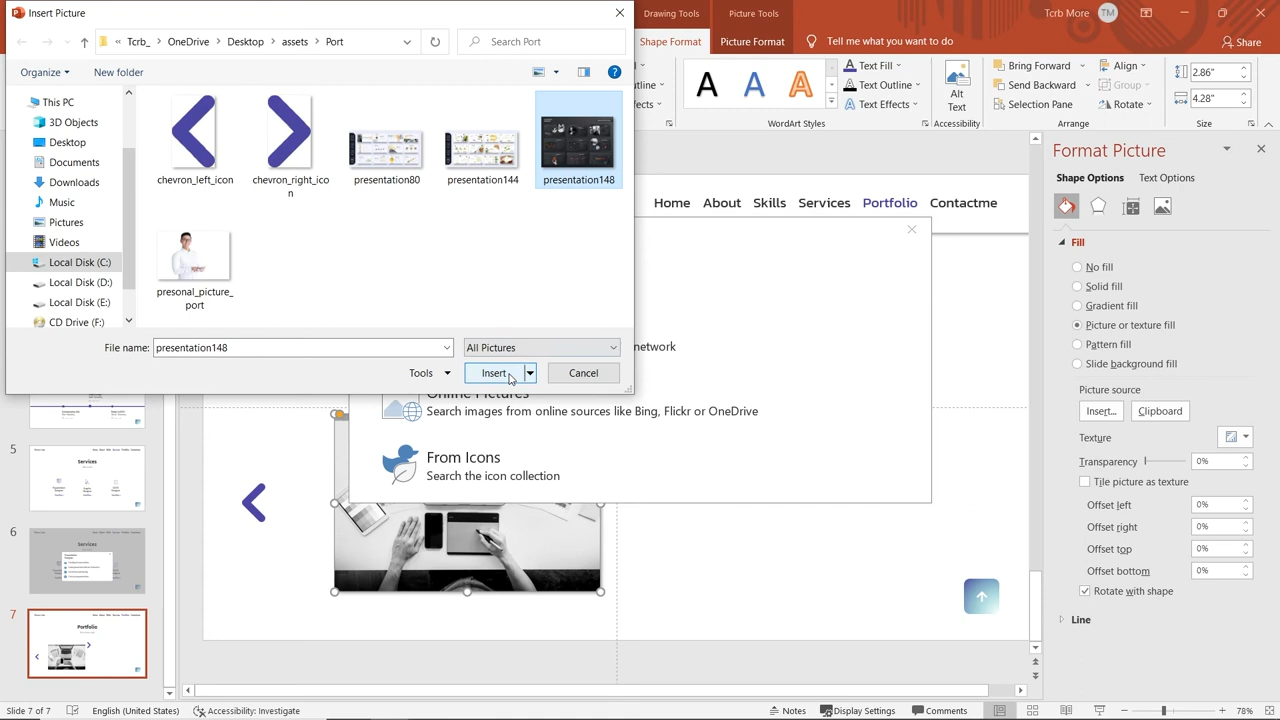 Insert Picture
Drawing Tools
Picture Tools
Tcrb More
TM
« Tcrb_ > OneDrive > Desktop > assets > Port
Search Port
Shape Format
Picture Format
Tell me what you want to do
Share
Organize
New folder
A
A
A
Text Fill
Text Outline
Text Effects
Alt
Text
Bring Forward
Send Backward
Selection Pane
Align
Group
Rotate
2.86"
4.28"
WordArt Styles
Accessibility
Arrange
Size
This PC
3D Objects
Desktop
Documents
Downloads
Music
Pictures
Videos
Local Disk (C:)
Local Disk (D:)
Local Disk (E:)
CD Drive (F:)
chevron_left_icon
chevron_right_ico
n
presentation80
presentation144
presentation148
presonal_picture_
port
File name:
presentation148
All Pictures
Tools
Insert
Cancel
Home
About
Skills
Services
Portfolio
Contactme
network
Online Pictures
Search images from online sources like Bing, Flickr or OneDrive
From Icons
Search the icon collection
Format Picture
Shape Options
Text Options
Fill
No fill
Solid fill
Gradient fill
Picture or texture fill
Pattern fill
Slide background fill
Picture source
Insert...
Clipboard
Texture
Transparency
0%
Tile picture as texture
Offset left
0%
Offset right
0%
Offset top
0%
Offset bottom
0%
Rotate with shape
Line
5
Services
6
Services
7
Portfolio
Slide 7 of 7
English (United States)
Accessibility: Investigate
Notes
Display Settings
Comments
78%